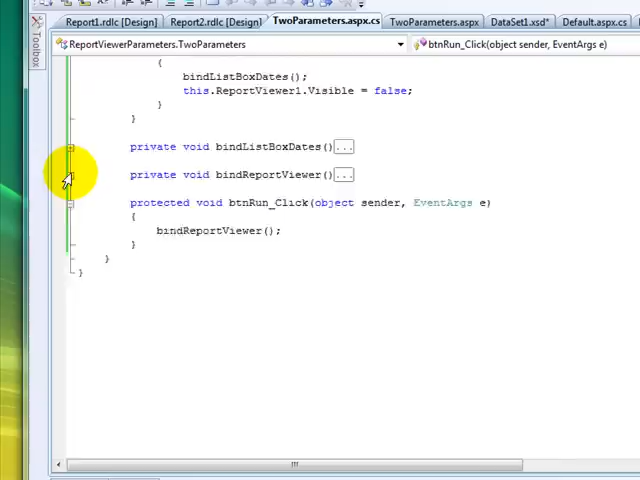 Report1.rdlc [Design] Report2.rdlc [Design] TwoParameters.aspx.cs TwoParameters.aspx DataSet1.xsd* Default.aspx.cs
Toolbox
ReportViewerParameters.TwoParameters btnRun_Click(object sender, EventArgs e)
{
bindListBoxDates();
this.ReportViewer1.Visible = false;
}
}
private void bindListBoxDates()...
private void bindReportViewer()...
protected void btnRun_Click(object sender, EventArgs e)
{
bindReportViewer();
}
}
}